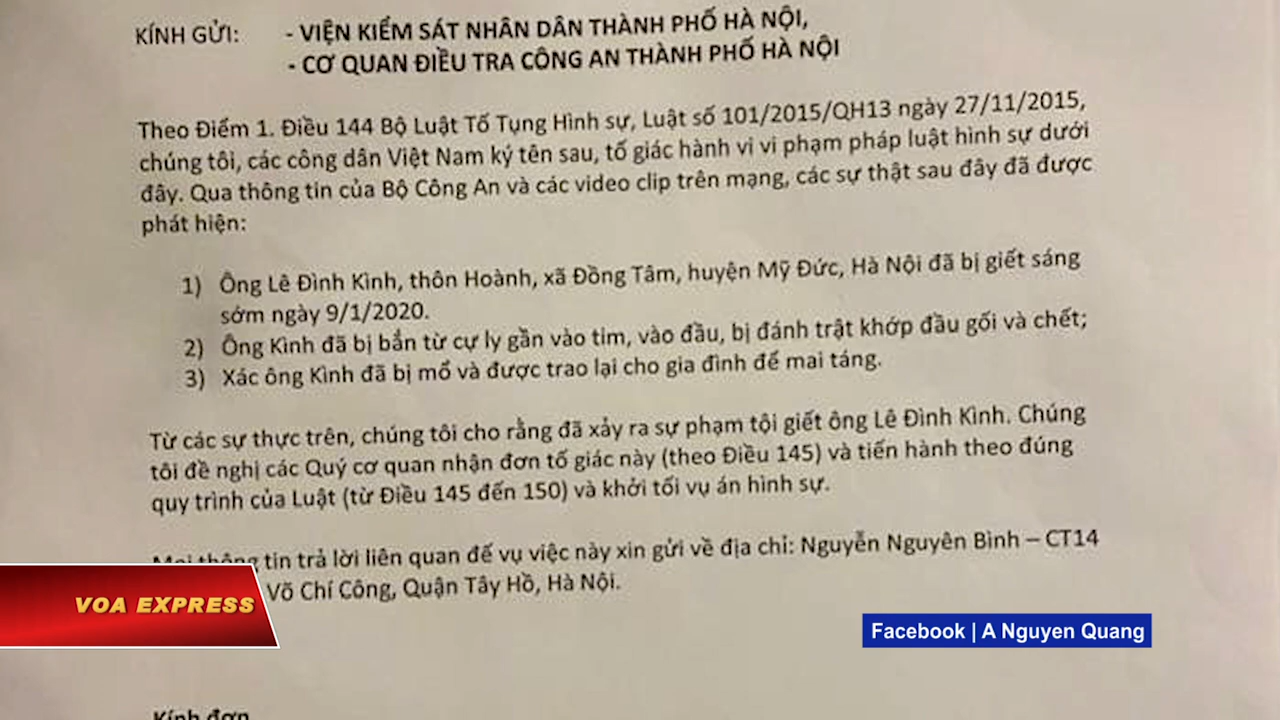 KÍNH GỬI: - VIỆN KIỂM SÁT NHÂN DÂN THÀNH PHỐ HÀ NỘI,
- CƠ QUAN ĐIỀU TRA CÔNG AN THÀNH PHỐ HÀ NỘI
Theo Điểm 1. Điều 144 Bộ Luật Tố Tụng Hình sự, Luật số 101/2015/QH13 ngày 27/11/2015,
chúng tôi, các công dân Việt Nam ký tên sau, tố giác hành vi vi phạm pháp luật hình sự dưới
đây. Qua thông tin của Bộ Công An và các video clip trên mạng, các sự thật sau đây đã được
phát hiện:
1) Ông Lê Đình Kình, thôn Hoành, xã Đồng Tâm, huyện Mỹ Đức, Hà Nội đã bị giết sáng
sớm ngày 9/1/2020.
2) Ông Kình đã bị bắn từ cự ly gần vào tim, vào đầu, bị đánh trật khớp đầu gối và chết;
3) Xác ông Kình đã bị mổ và được trao lại cho gia đình để mai táng.
Từ các sự thực trên, chúng tôi cho rằng đã xảy ra sự phạm tội giết ông Lê Đình Kình. Chúng
tôi đề nghị các Quý cơ quan nhận đơn tố giác này (theo Điều 145) và tiến hành theo đúng
quy trình của Luật (từ Điều 145 đến 150) và khởi tối vụ án hình sự.
Mọi thông tin trả lời liên quan đế vụ việc này xin gửi về địa chỉ: Nguyễn Nguyên Bình – CT14
Võ Chí Công, Quận Tây Hồ, Hà Nội.
VOA EXPRESS
Facebook | A Nguyen Quang
Kính đơn